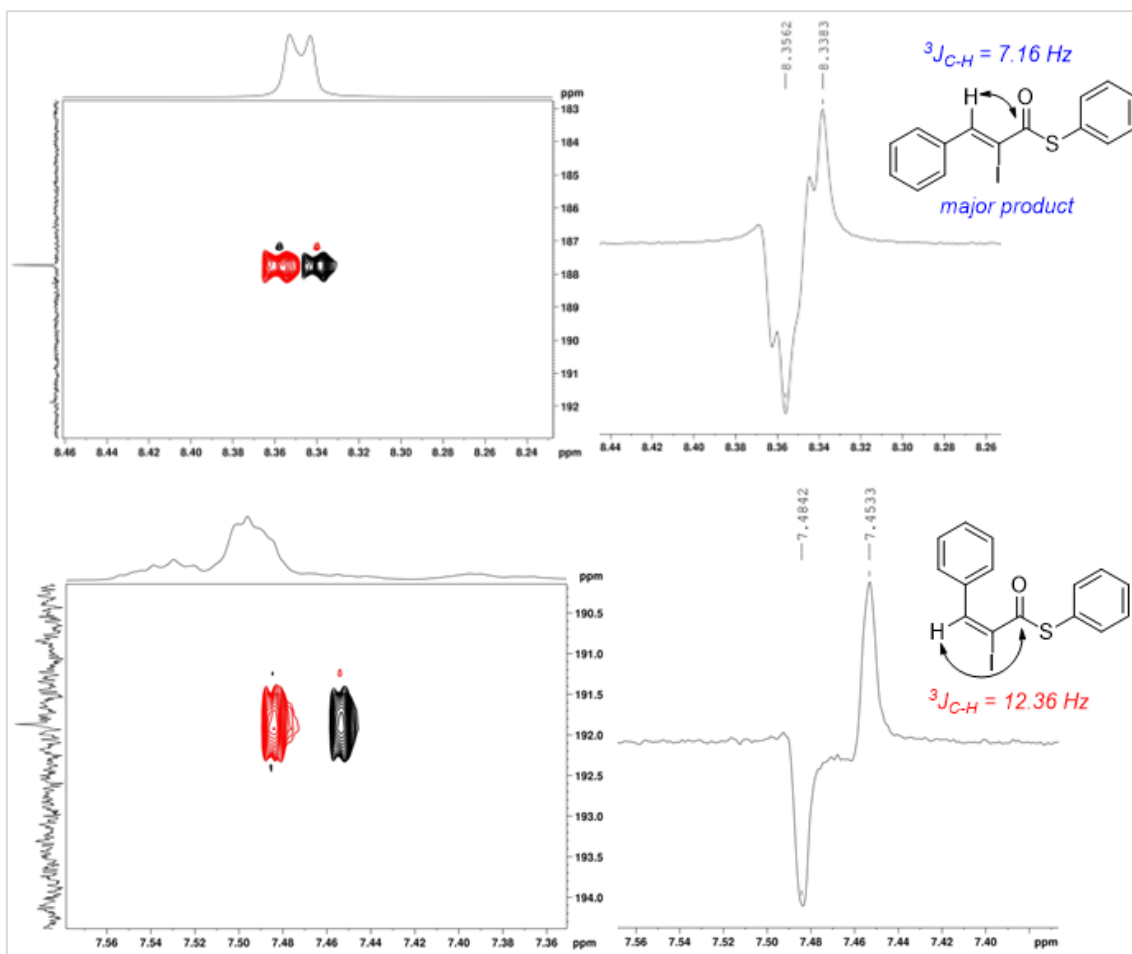 8.3562
8.3383
³J_C-H = 7.16 Hz
H
O
S
I
major product
ppm
183
184
185
186
187
188
189
190
191
192
8.46 8.44 8.42 8.40 8.38 8.36 8.34 8.32 8.30 8.28 8.26 8.24 ppm
8.44 8.42 8.40 8.38 8.36 8.34 8.32 8.30 8.28 8.26 ppm
7.4842
7.4533
O
H
S
I
³J_C-H = 12.36 Hz
ppm
190.5
191.0
191.5
192.0
192.5
193.0
193.5
194.0
7.56 7.54 7.52 7.50 7.48 7.46 7.44 7.42 7.40 7.38 7.36 ppm
7.56 7.54 7.52 7.50 7.48 7.46 7.44 7.42 7.40 ppm